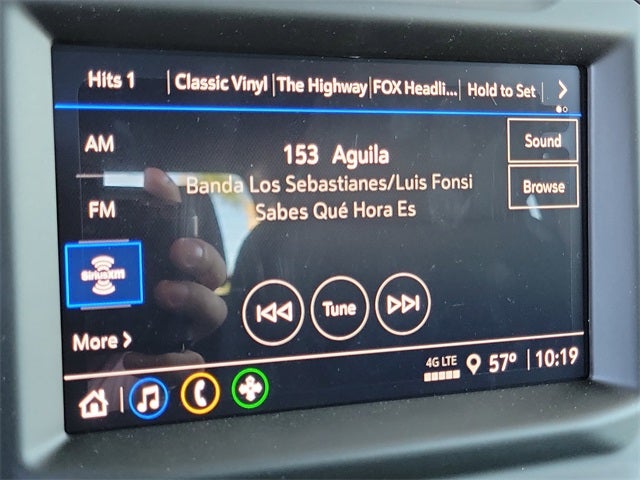 Hits 1 Classic Vinyl The Highway FOX Headli... Hold to Set >
AM
153 Aguila
Sound
Banda Los Sebastianes/Luis Fonsi
Browse
FM
Sabes Qué Hora Es
SiriusXM
Tune
More >
4G LTE
57° 10:19